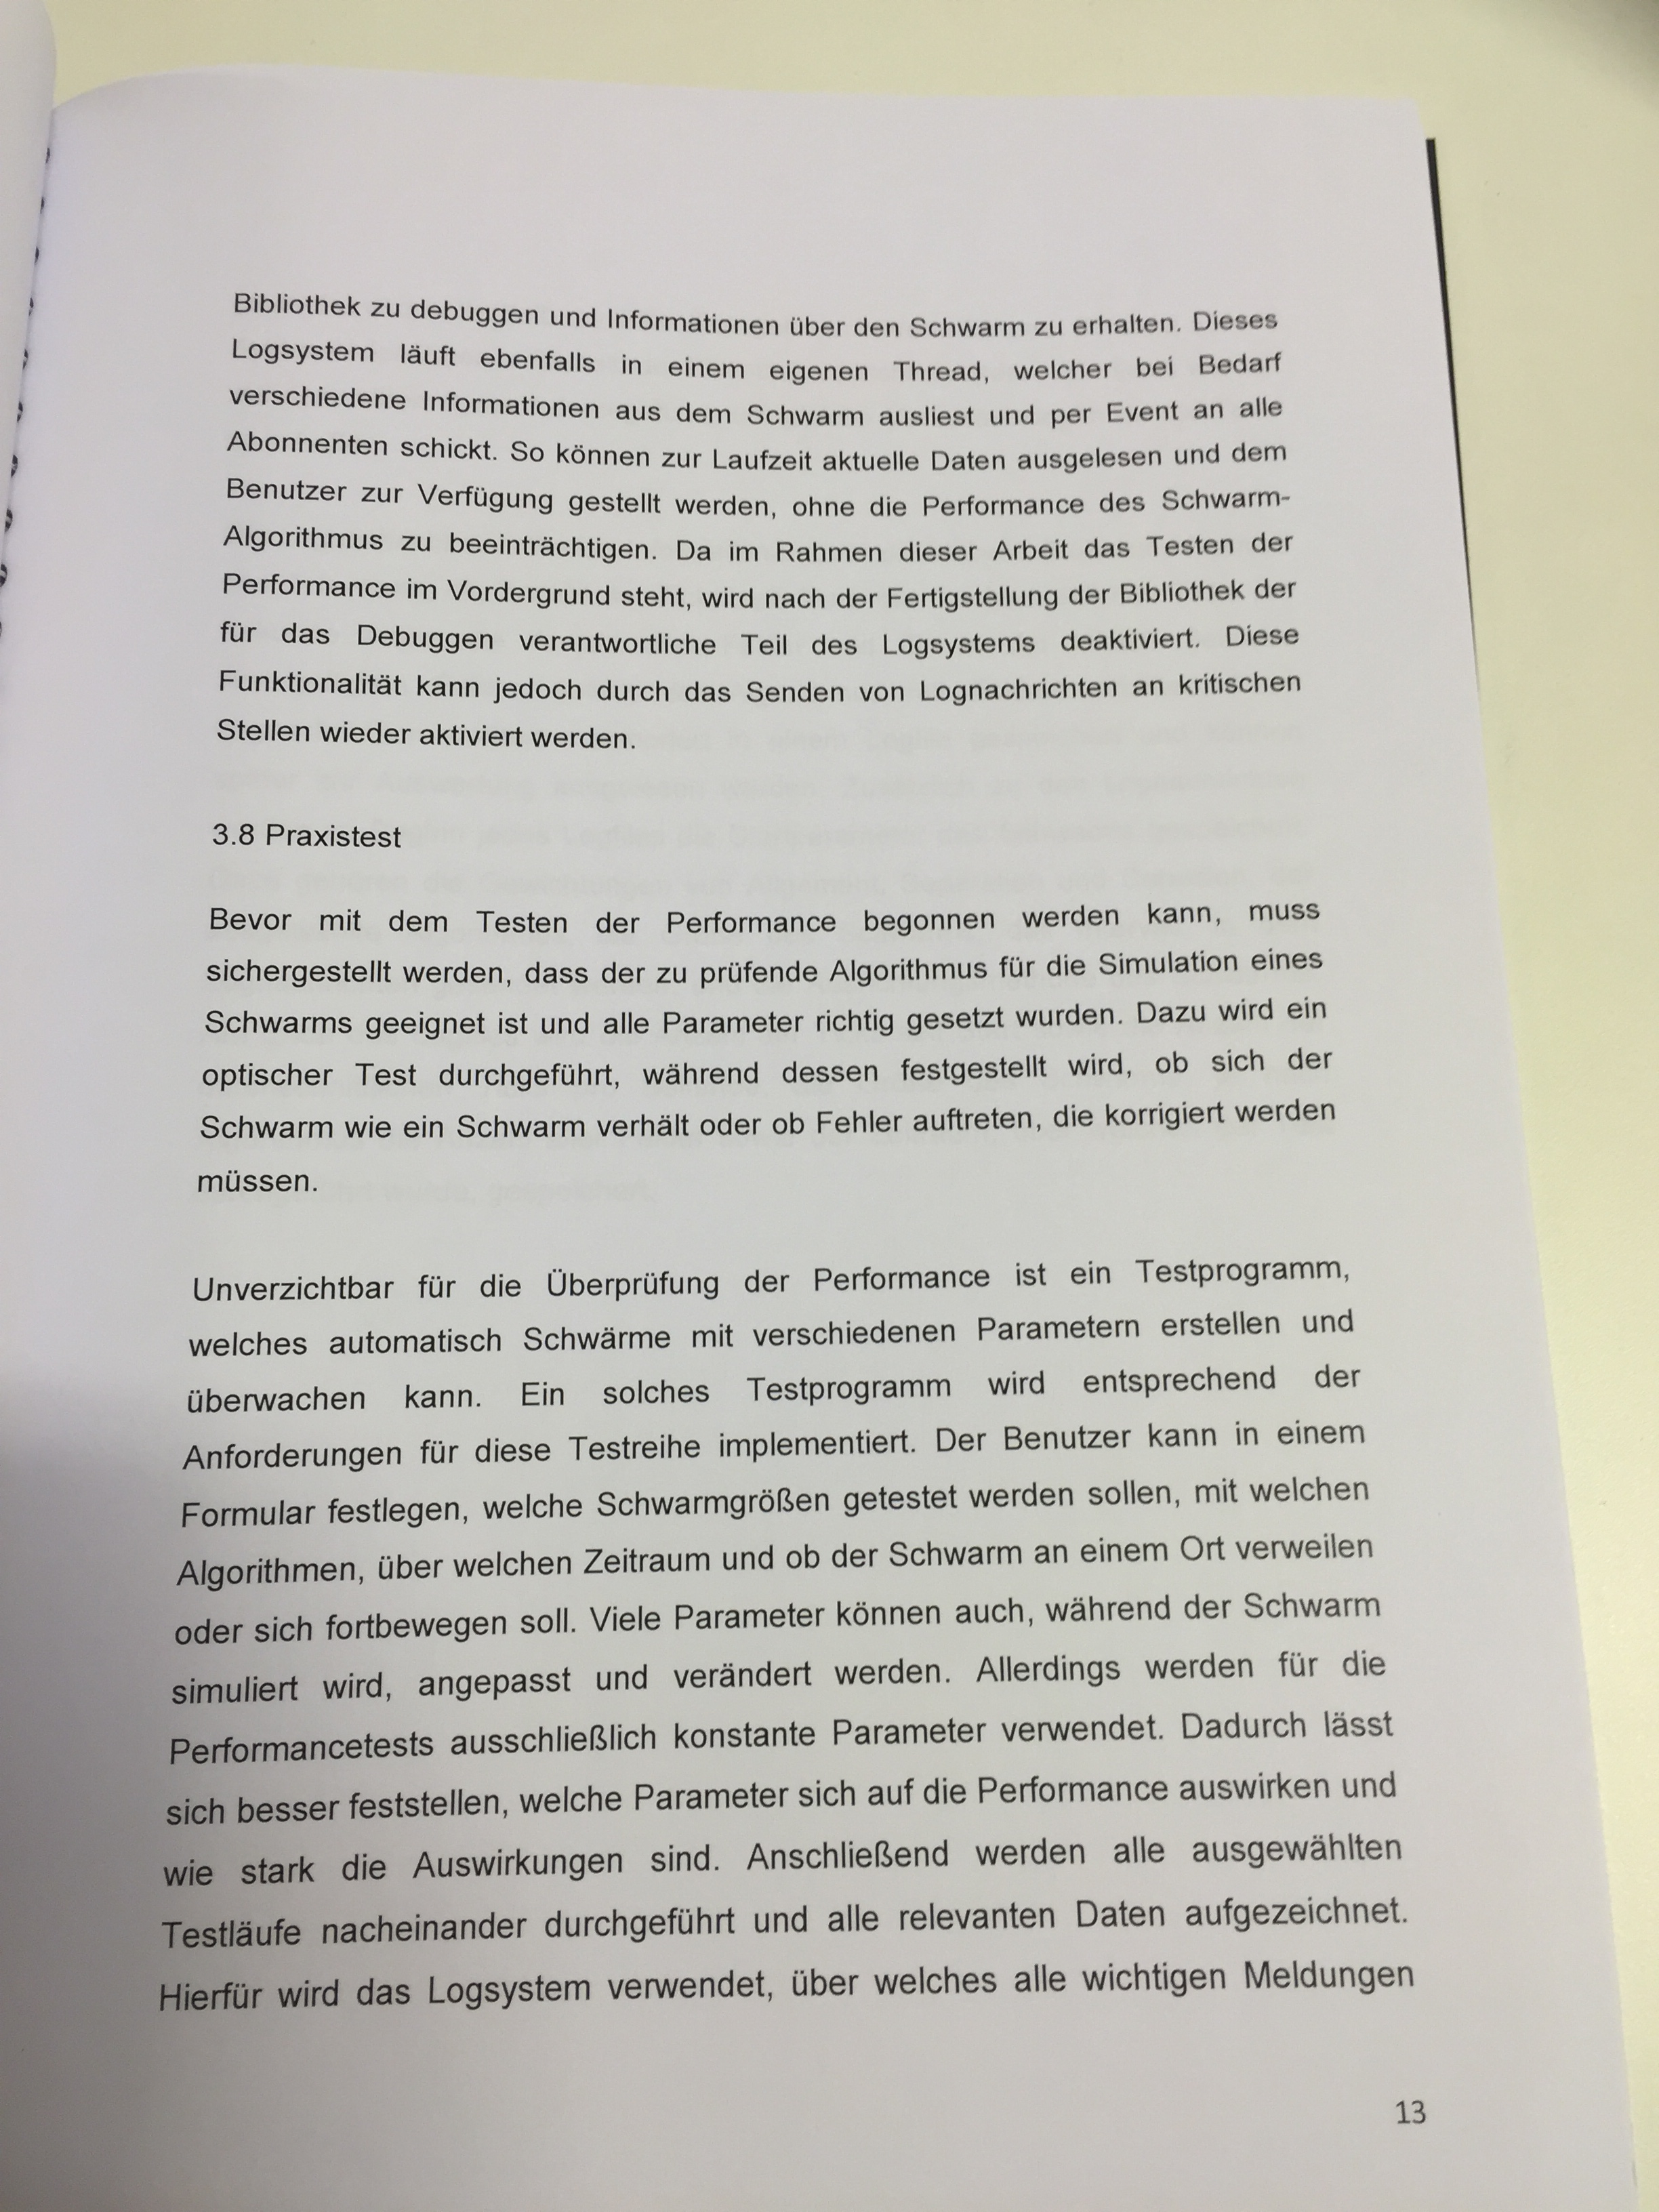 Bibliothek zu debuggen und Informationen über den Schwarm zu erhalten. Dieses
Logsystem läuft ebenfalls in einem eigenen Thread, welcher bei Bedarf
verschiedene Informationen aus dem Schwarm ausliest und per Event an alle
Abonnenten schickt. So können zur Laufzeit aktuelle Daten ausgelesen und dem
Benutzer zur Verfügung gestellt werden, ohne die Performance des Schwarm-
Algorithmus zu beeinträchtigen. Da im Rahmen dieser Arbeit das Testen der
Performance im Vordergrund steht, wird nach der Fertigstellung der Bibliothek der
für das Debuggen verantwortliche Teil des Logsystems deaktiviert. Diese
Funktionalität kann jedoch durch das Senden von Lognachrichten an kritischen
Stellen wieder aktiviert werden.
3.8 Praxistest
Bevor mit dem Testen der Performance begonnen werden kann, muss
sichergestellt werden, dass der zu prüfende Algorithmus für die Simulation eines
Schwarms geeignet ist und alle Parameter richtig gesetzt wurden. Dazu wird ein
optischer Test durchgeführt, während dessen festgestellt wird, ob sich der
Schwarm wie ein Schwarm verhält oder ob Fehler auftreten, die korrigiert werden
müssen.
Unverzichtbar für die Überprüfung der Performance ist ein Testprogramm,
welches automatisch Schwärme mit verschiedenen Parametern erstellen und
überwachen kann. Ein solches Testprogramm wird entsprechend der
Anforderungen für diese Testreihe implementiert. Der Benutzer kann in einem
Formular festlegen, welche Schwarmgrößen getestet werden sollen, mit welchen
Algorithmen, über welchen Zeitraum und ob der Schwarm an einem Ort verweilen
oder sich fortbewegen soll. Viele Parameter können auch, während der Schwarm
simuliert wird, angepasst und verändert werden. Allerdings werden für die
Performancetests ausschließlich konstante Parameter verwendet. Dadurch lässt
sich besser feststellen, welche Parameter sich auf die Performance auswirken und
wie stark die Auswirkungen sind. Anschließend werden alle ausgewählten
Testläufe nacheinander durchgeführt und alle relevanten Daten aufgezeichnet.
Hierfür wird das Logsystem verwendet, über welches alle wichtigen Meldungen
13